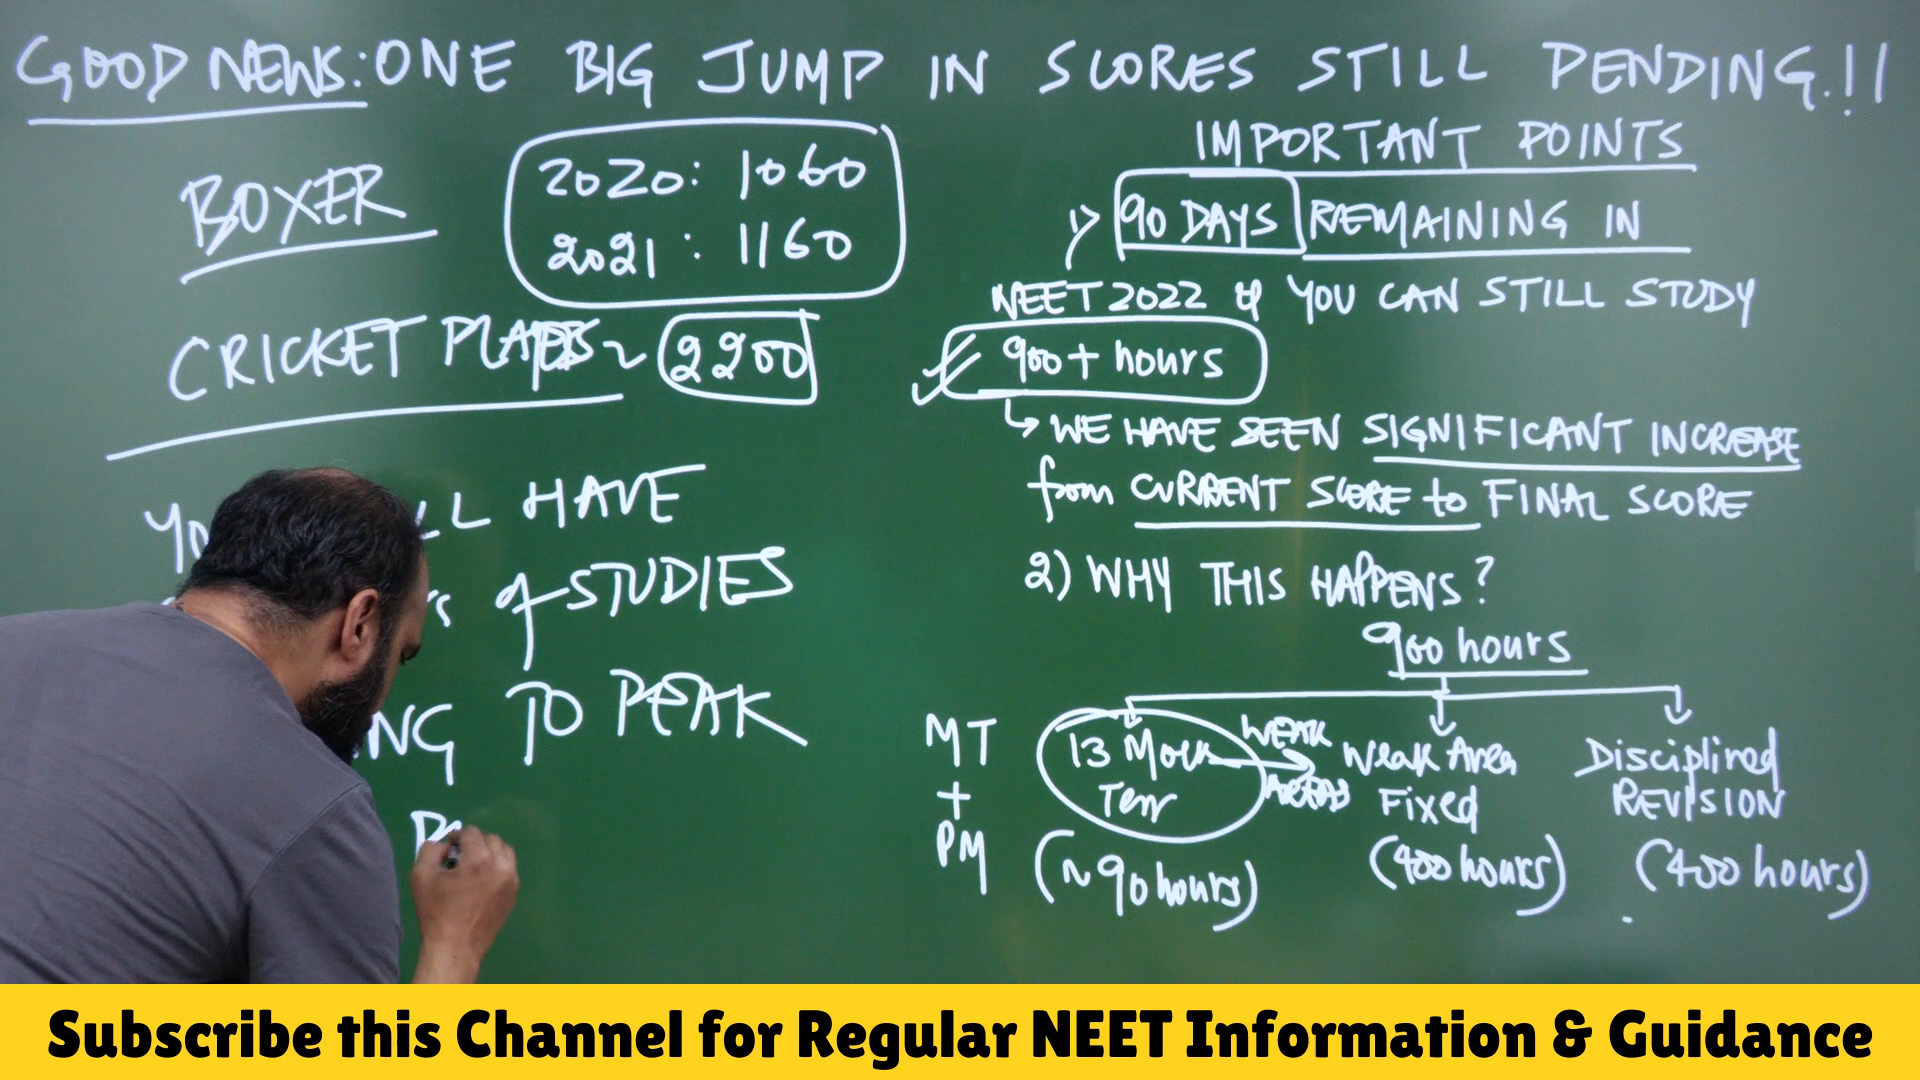 GOOD NEWS: ONE BIG JUMP IN SCORES STILL PENDING.!!
BOXER
2020: 1060
2021: 1160
CRICKET ~ 2200
HAVE
of STUDIES
TO PEAK
IMPORTANT POINTS
1) 90 DAYS REMAINING IN
NEET 2022 & YOU CAN STILL STUDY
900+ hours
↳ WE HAVE SEEN SIGNIFICANT INCREASE
from CURRENT SCORE to FINAL SCORE
2) WHY THIS HAPPENS?
900 hours
MT
+
PM
13 Mock
Test
(~90 hours)
WEAK
AREAS
Weak Area
Fixed
(400 hours)
Disciplined
REVISION
(400 hours)
Subscribe this Channel for Regular NEET Information & Guidance